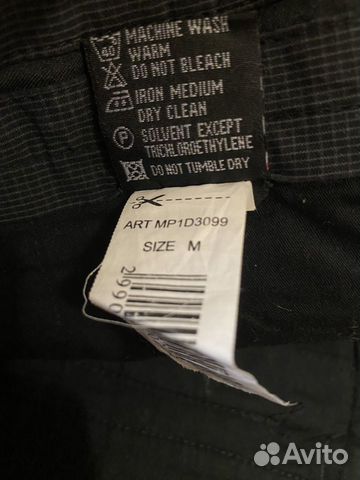 40
MACHINE WASH
WARM
DO NOT BLEACH
IRON MEDIUM
DRY CLEAN
P
SOLVENT EXCEPT
TRICHLOROETHYLENE
DO NOT TUMBLE DRY
ART MP1D3099
SIZE M
Avito